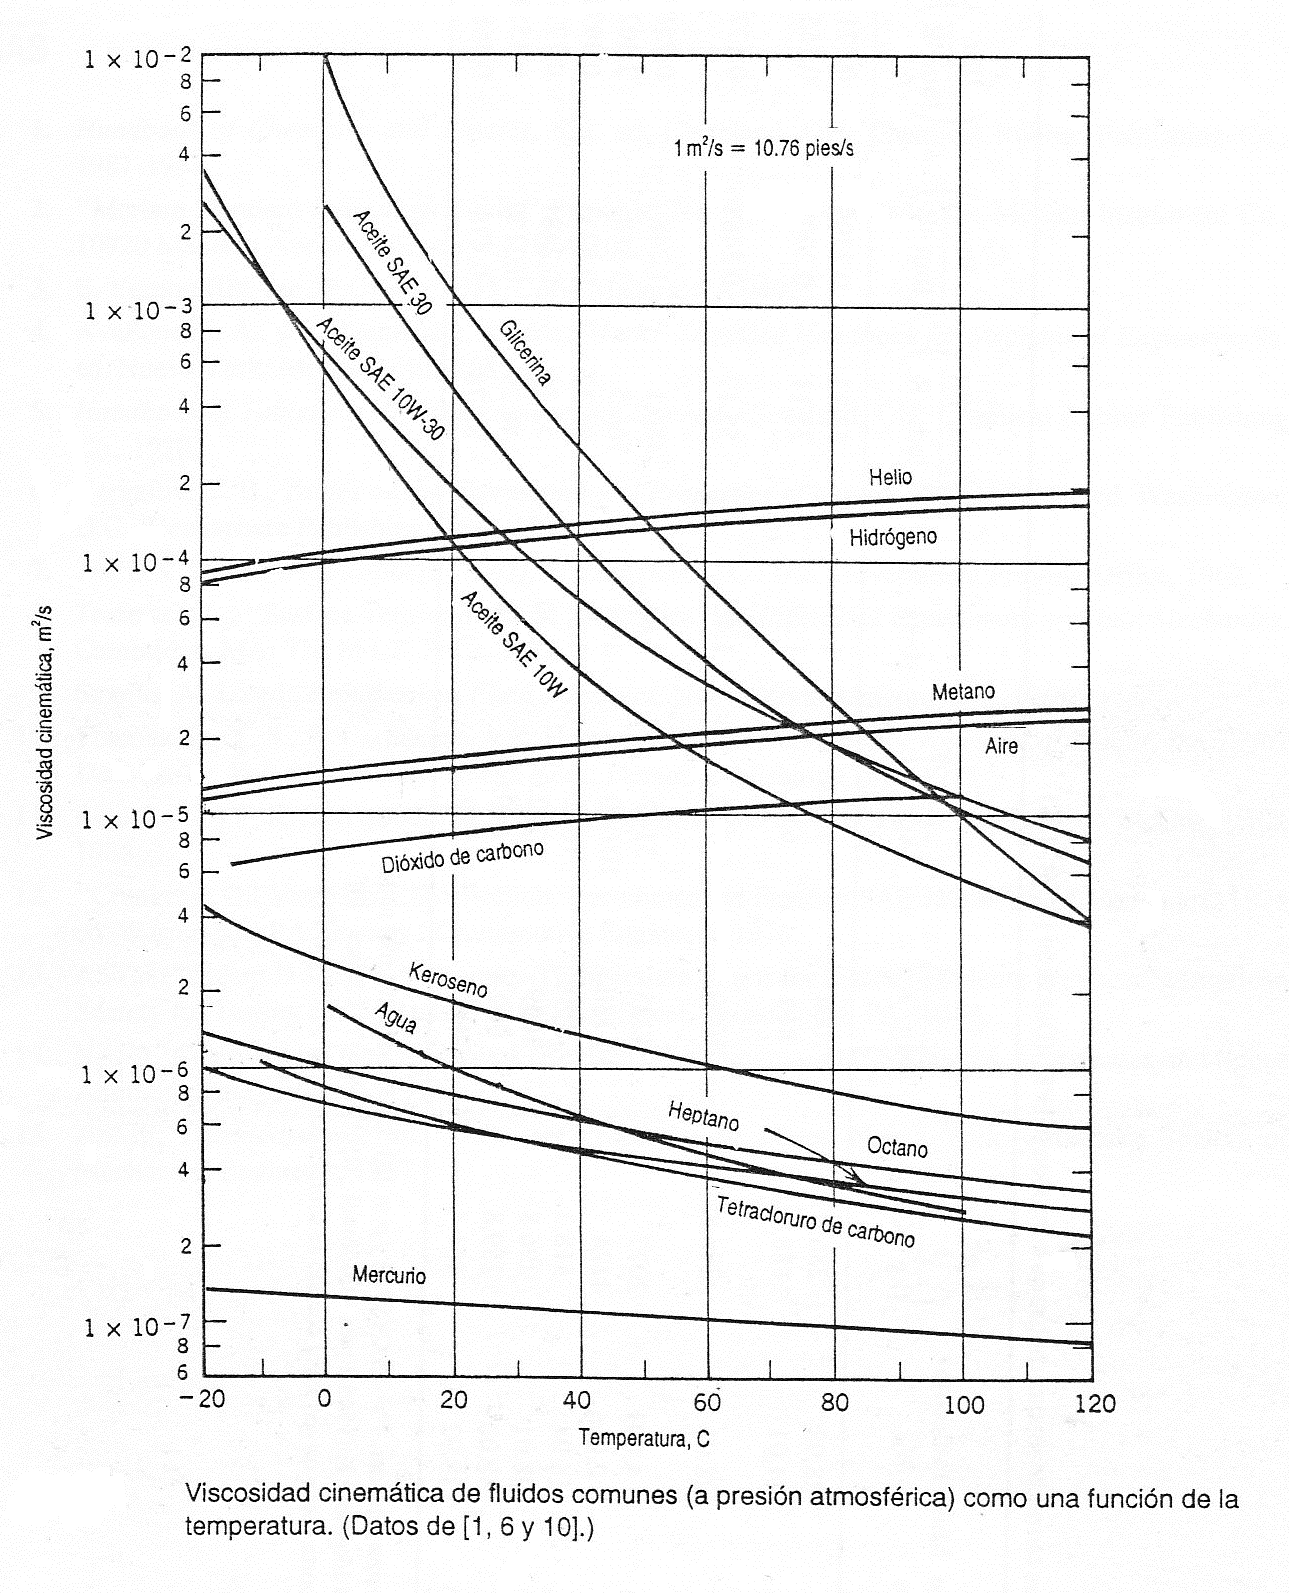 1 × 10−2
8
6
4
2
1 × 10−3
8
6
4
2
1 × 10−4
8
6
4
2
1 × 10−5
8
6
4
2
1 × 10−6
8
6
4
2
1 × 10−7
8
6
Viscosidad cinemática, m²/s
1 m²/s = 10.76 pies/s
Aceite SAE 30
Glicerina
Aceite SAE 10W-30
Helio
Hidrógeno
Aceite SAE 10W
Metano
Aire
Dióxido de carbono
Keroseno
Agua
Heptano
Octano
Tetracloruro de carbono
Mercurio
−20 0 20 40 60 80 100 120
Temperatura, C
Viscosidad cinemática de fluidos comunes (a presión atmosférica) como una función de la
temperatura. (Datos de [1, 6 y 10].)